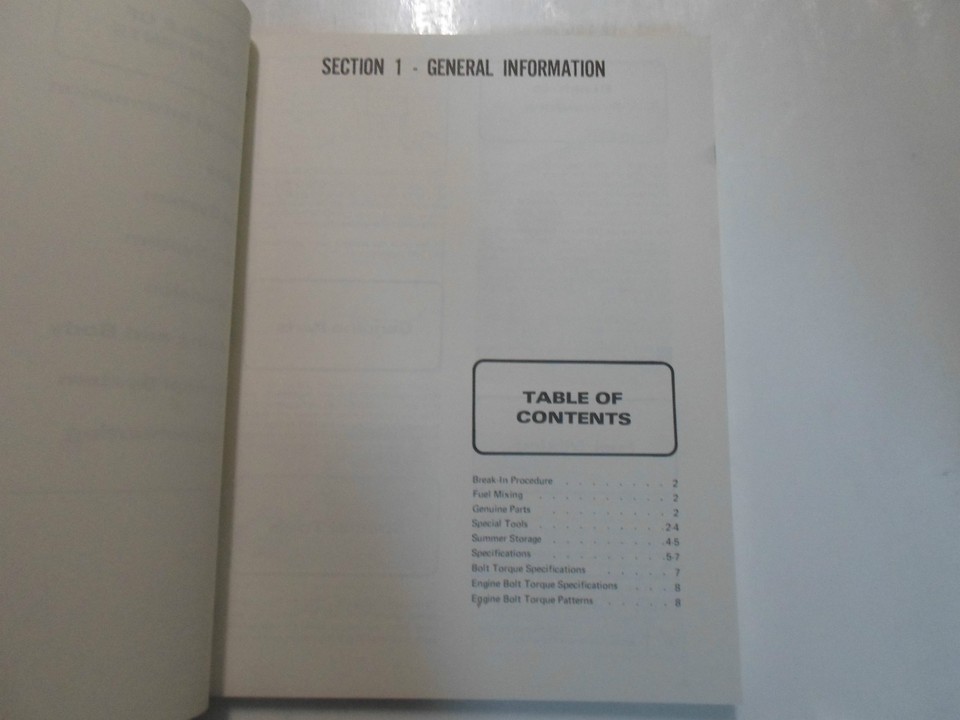 SECTION 1 - GENERAL INFORMATION
TABLE OF
CONTENTS
Break-In Procedure . . . . . . . . 2
Fuel Mixing . . . . . . . . . . 2
Genuine Parts . . . . . . . . . 2
Special Tools . . . . . . . . . .2-4
Summer Storage . . . . . . . . .4-5
Specifications . . . . . . . . .5-7
Bolt Torque Specifications . . . . . 7
Engine Bolt Torque Specifications . . . 8
Engine Bolt Torque Patterns . . . . . 8